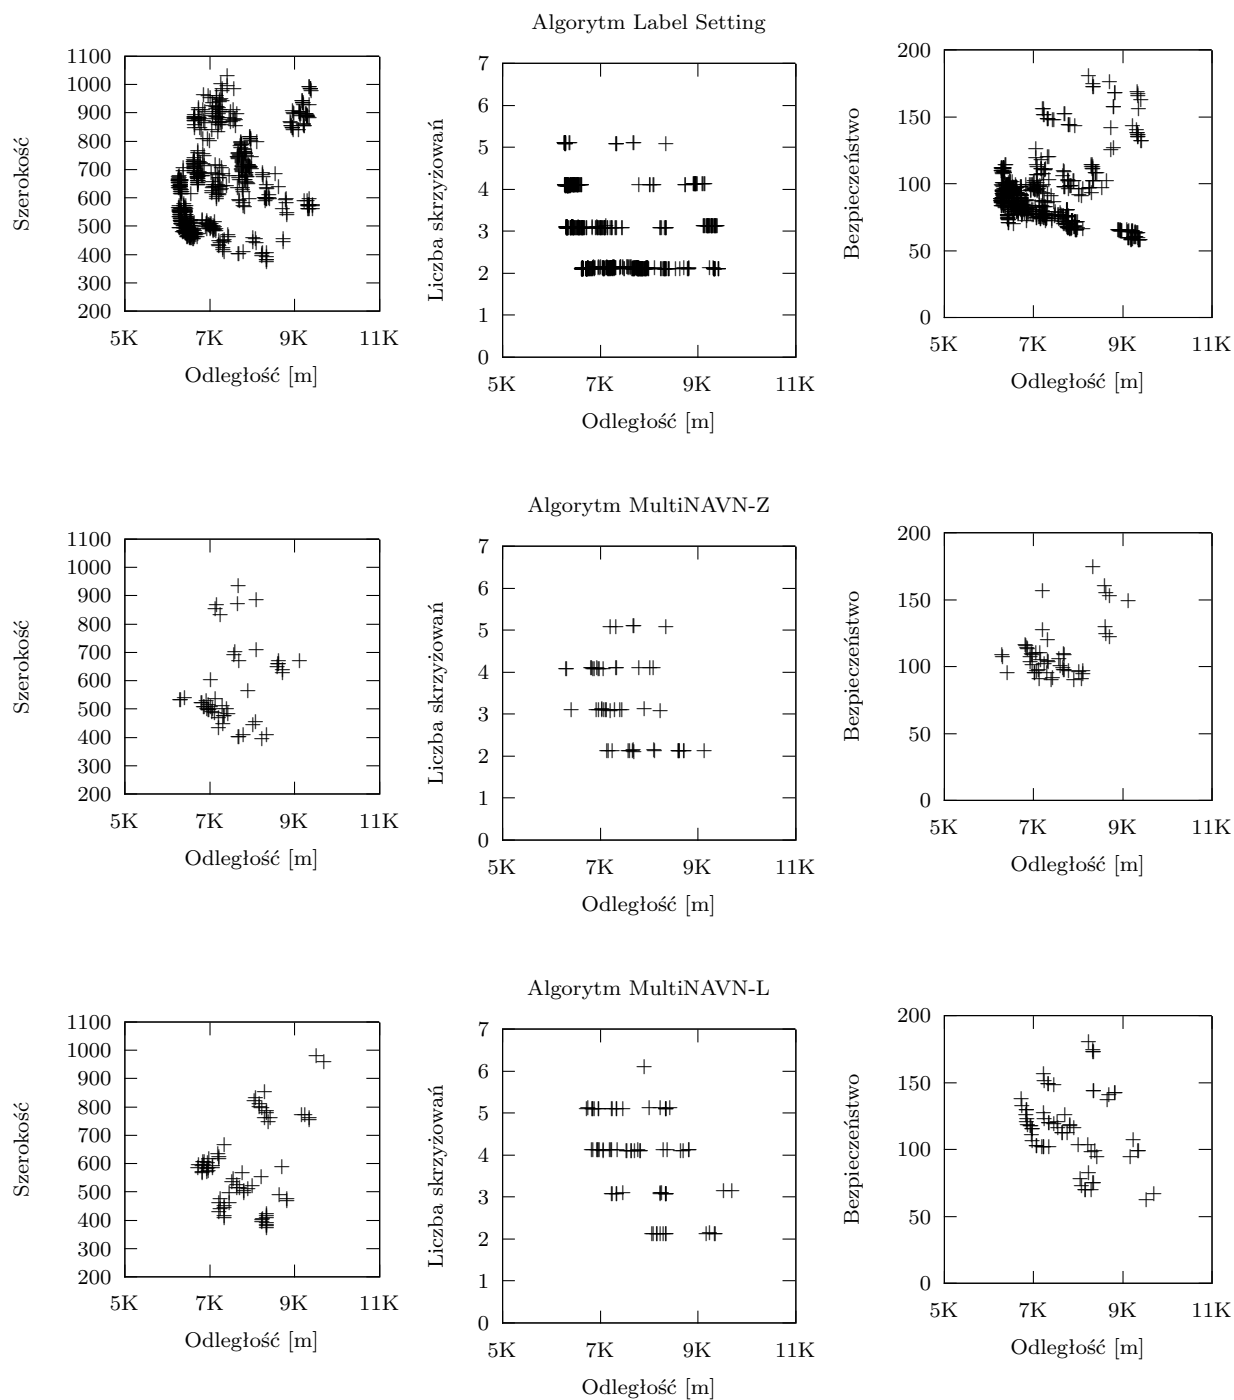 Algorytm Label Setting
Szerokość
1100
1000
900
800
700
600
500
400
300
200
5K 7K 9K 11K
Odległość [m]
Liczba skrzyżowań
7
6
5
4
3
2
1
0
5K 7K 9K 11K
Odległość [m]
Bezpieczeństwo
200
150
100
50
0
5K 7K 9K 11K
Odległość [m]
Algorytm MultiNAVN-Z
Szerokość
1100
1000
900
800
700
600
500
400
300
200
5K 7K 9K 11K
Odległość [m]
Liczba skrzyżowań
7
6
5
4
3
2
1
0
5K 7K 9K 11K
Odległość [m]
Bezpieczeństwo
200
150
100
50
0
5K 7K 9K 11K
Odległość [m]
Algorytm MultiNAVN-L
Szerokość
1100
1000
900
800
700
600
500
400
300
200
5K 7K 9K 11K
Odległość [m]
Liczba skrzyżowań
7
6
5
4
3
2
1
0
5K 7K 9K 11K
Odległość [m]
Bezpieczeństwo
200
150
100
50
0
5K 7K 9K 11K
Odległość [m]